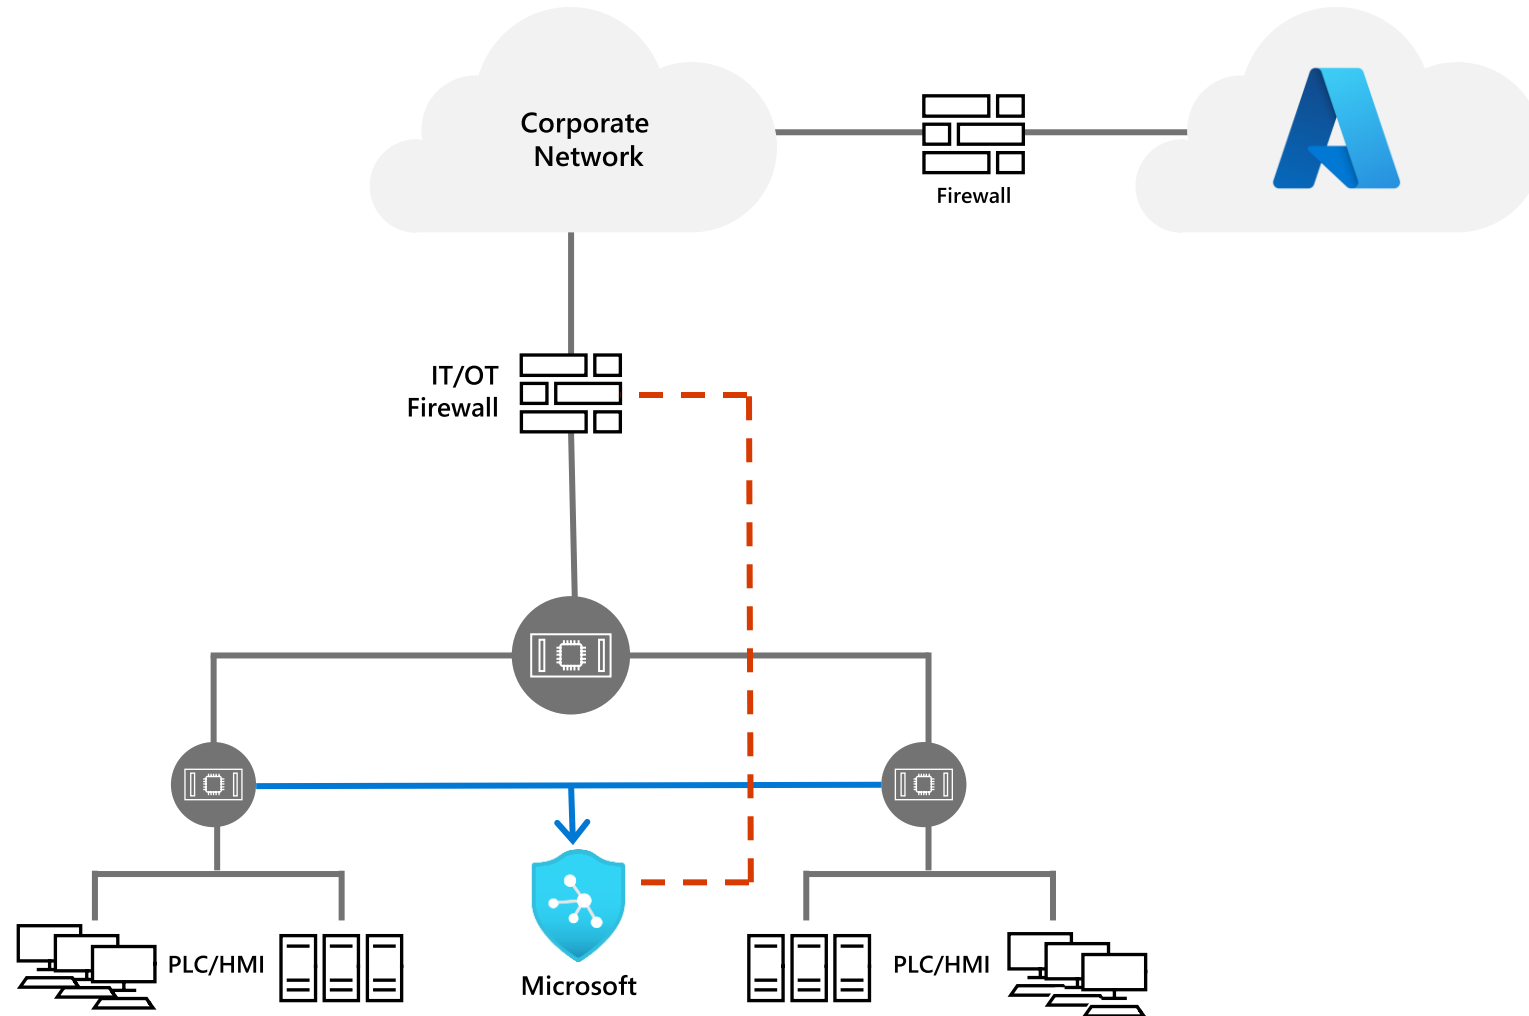 Corporate
Network
Firewall
IT/OT
Firewall
PLC/HMI
PLC/HMI
Microsoft